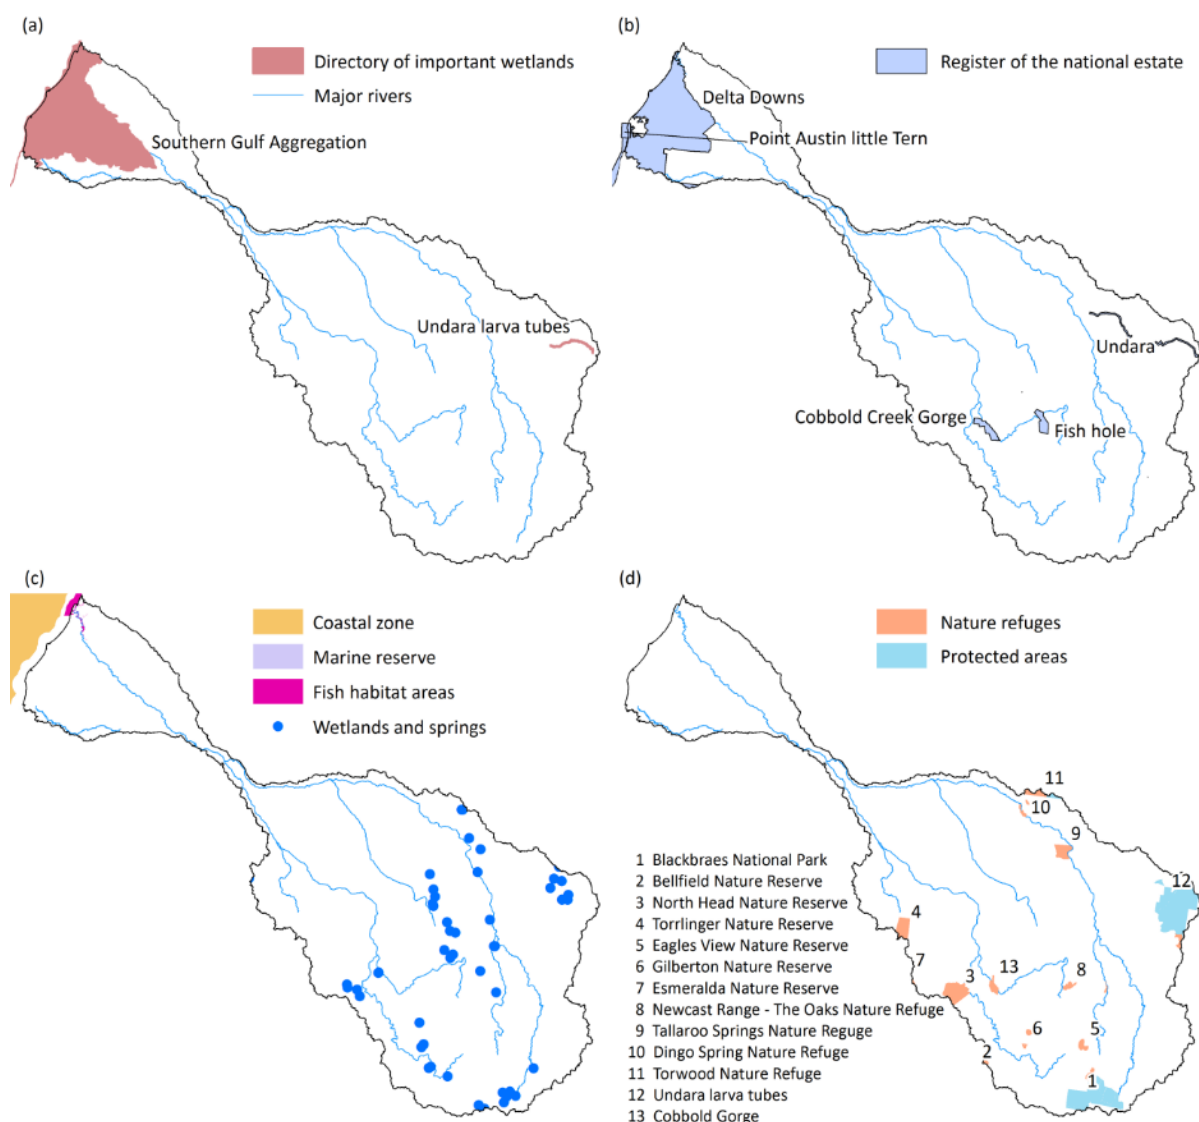 (a)
Directory of important wetlands
Major rivers
Southern Gulf Aggregation
Undara larva tubes
(b)
Register of the national estate
Delta Downs
Point Austin little Tern
Undara
Cobbold Creek Gorge
Fish hole
(c)
Coastal zone
Marine reserve
Fish habitat areas
Wetlands and springs
(d)
Nature refuges
Protected areas
11
10
9
12
4
7
3
13
8
6
5
2
1
1 Blackbraes National Park
2 Bellfield Nature Reserve
3 North Head Nature Reserve
4 Torrlinger Nature Reserve
5 Eagles View Nature Reserve
6 Gilberton Nature Reserve
7 Esmeralda Nature Reserve
8 Newcast Range - The Oaks Nature Refuge
9 Tallaroo Springs Nature Reguge
10 Dingo Spring Nature Refuge
11 Torwood Nature Refuge
12 Undara larva tubes
13 Cobbold Gorge